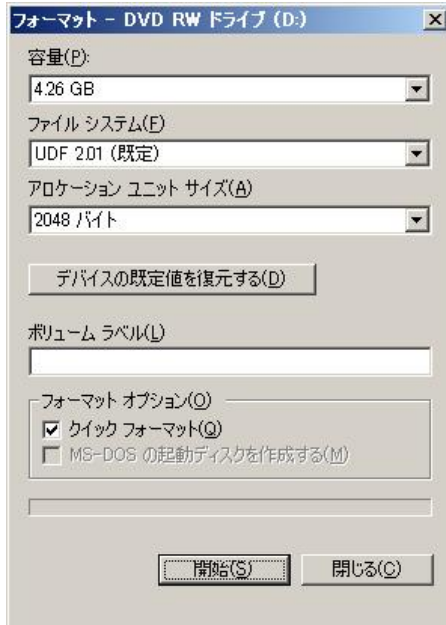 フォーマット - DVD RW ドライブ (D:)
容量(P):
4.26 GB
ファイル システム(F)
UDF 2.01 (既定)
アロケーション ユニット サイズ(A)
2048 バイト
デバイスの既定値を復元する(D)
ボリューム ラベル(L)
フォーマット オプション(O)
クイック フォーマット(Q)
MS-DOS の起動ディスクを作成する(M)
開始(S)
閉じる(C)